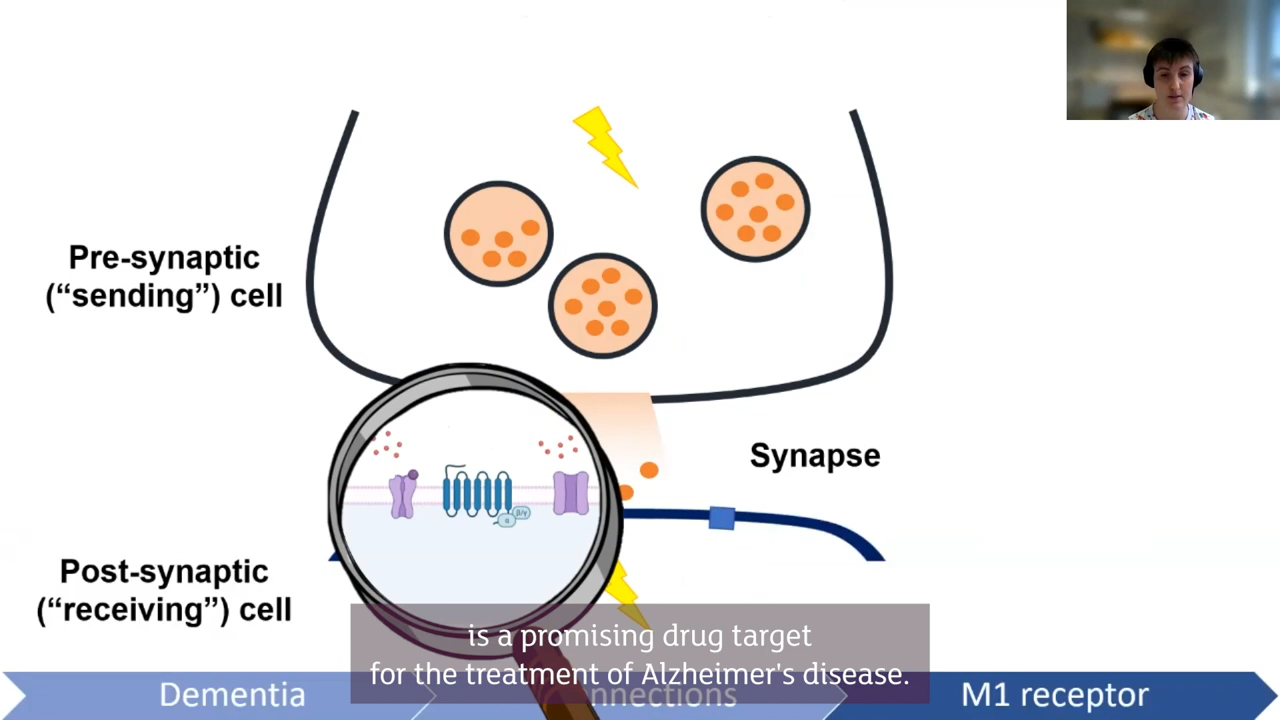 Pre-synaptic
(“sending”) cell
Synapse
β/γ
α
Post-synaptic
(“receiving”) cell
is a promising drug target
for the treatment of Alzheimer's disease.
Dementia
nnections
M1 receptor